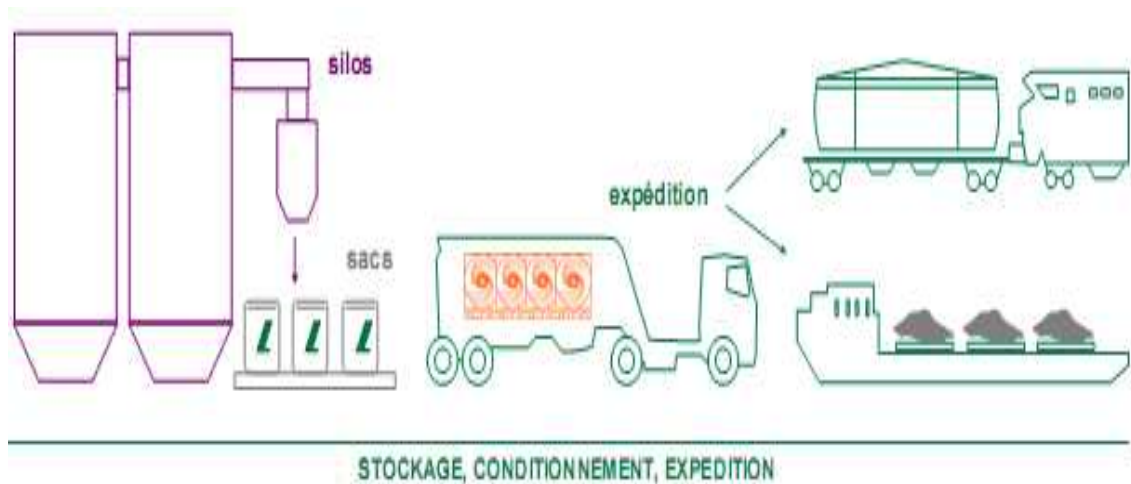 silos
expédition
sacs
L L L
STOCKAGE, CONDITIONNEMENT, EXPEDITION